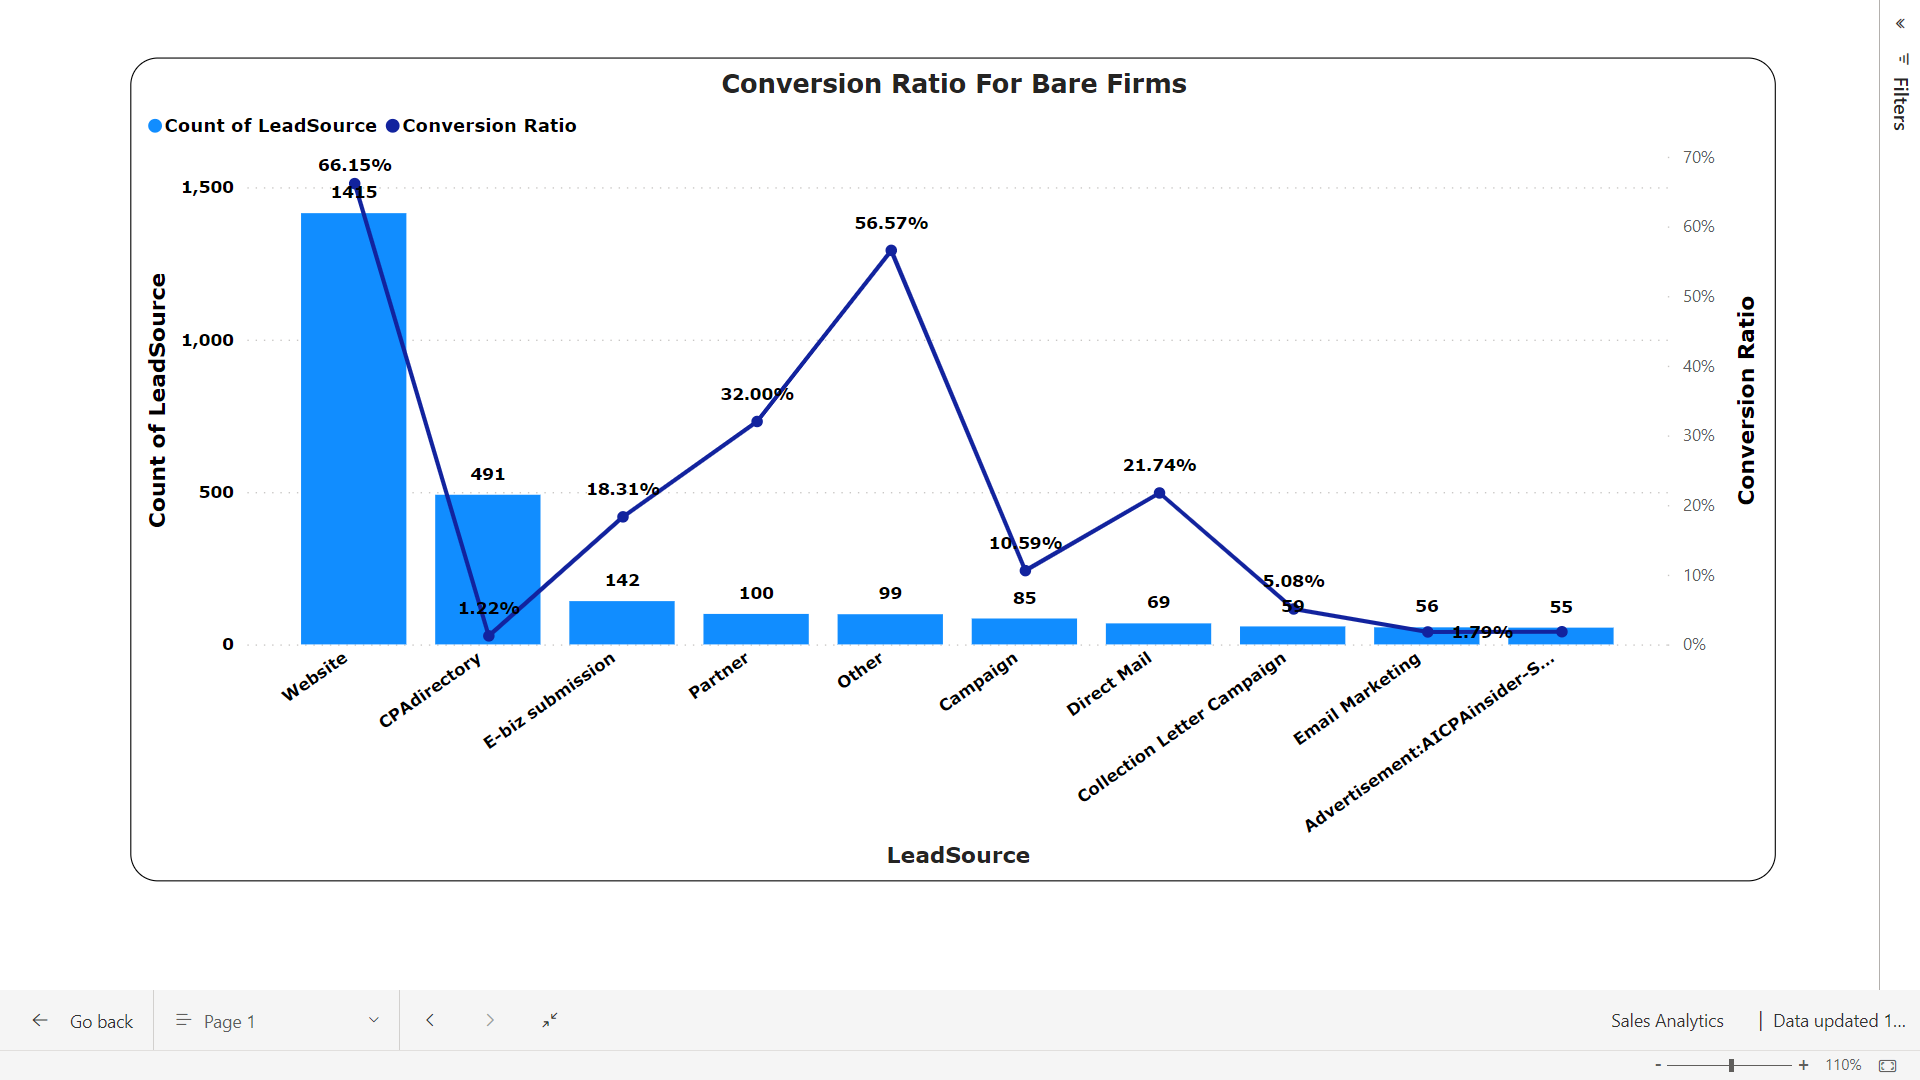 Conversion Ratio For Bare Firms
Count of LeadSource Conversion Ratio
Count of LeadSource
1,500
1,000
500
0
66.15%
1415
491
1.22%
18.31%
142
32.00%
100
56.57%
99
10.59%
85
21.74%
69
5.08%
59
56
1.79%
55
70%
60%
50%
40%
30%
20%
10%
0%
Conversion Ratio
Website
CPAdirectory
E-biz submission
Partner
Other
Campaign
Direct Mail
Collection Letter Campaign
Email Marketing
Advertisement:AICPAinsider-S...
LeadSource
Filters
Go back
Page 1
Sales Analytics
| Data updated 1...
- + 110%